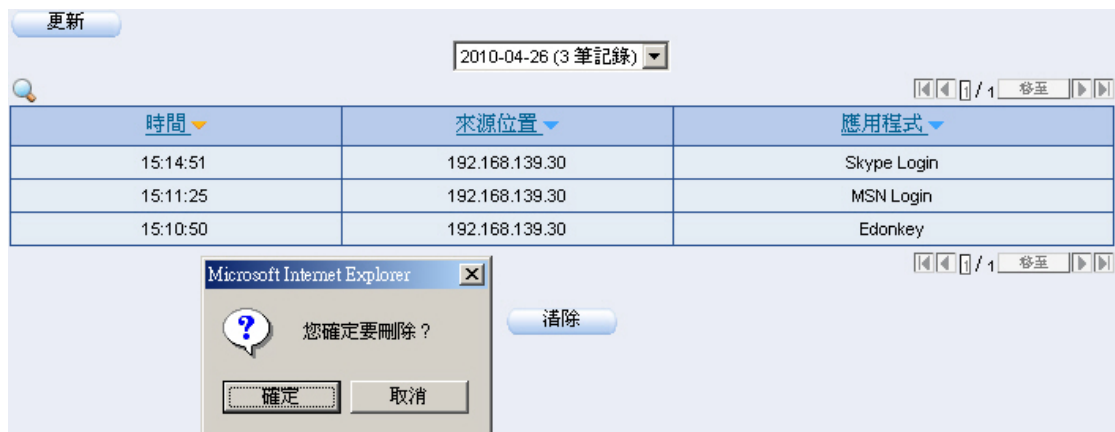 更新
2010-04-26 (3 筆記錄)
1 / 1 移至
時間 來源位置 應用程式
15:14:51 192.168.139.30 Skype Login
15:11:25 192.168.139.30 MSN Login
15:10:50 192.168.139.30 Edonkey
1 / 1 移至
Microsoft Internet Explorer
您確定要刪除？
清除
確定 取消